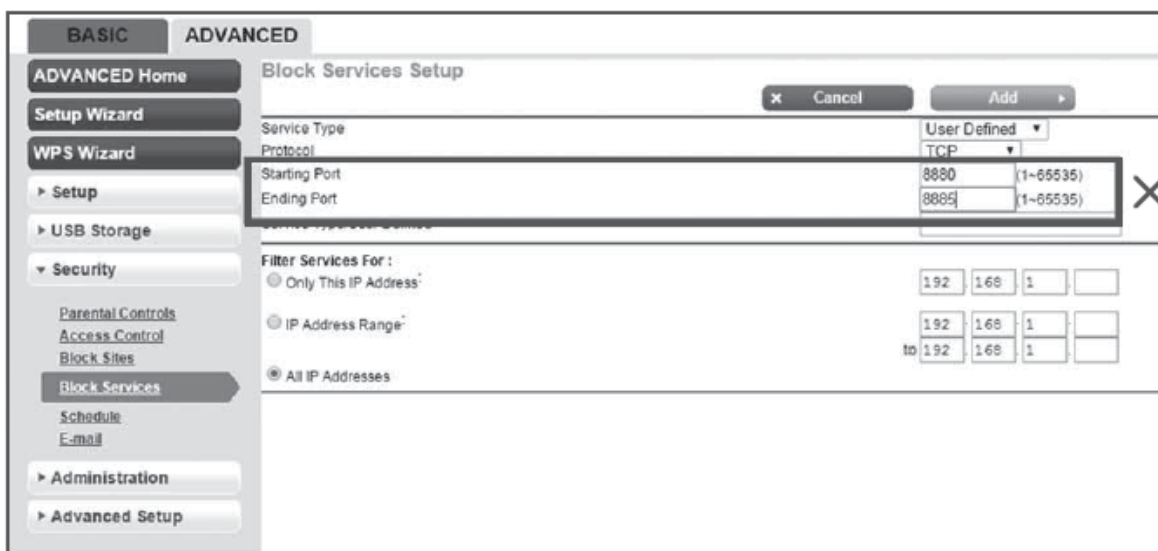 BASIC ADVANCED
ADVANCED Home
Setup Wizard
WPS Wizard
Setup
USB Storage
Security
Parental Controls
Access Control
Block Sites
Block Services
Schedule
E-mail
Administration
Advanced Setup
Block Services Setup
× Cancel Add
Service Type User Defined
Protocol TCP
Starting Port 8880 (1~65535)
Ending Port 8885 (1~65535)
Filter Services For :
Only This IP Address: 192 . 168 . 1 .
IP Address Range: 192 . 168 . 1 .
to 192 . 168 . 1 .
All IP Addresses